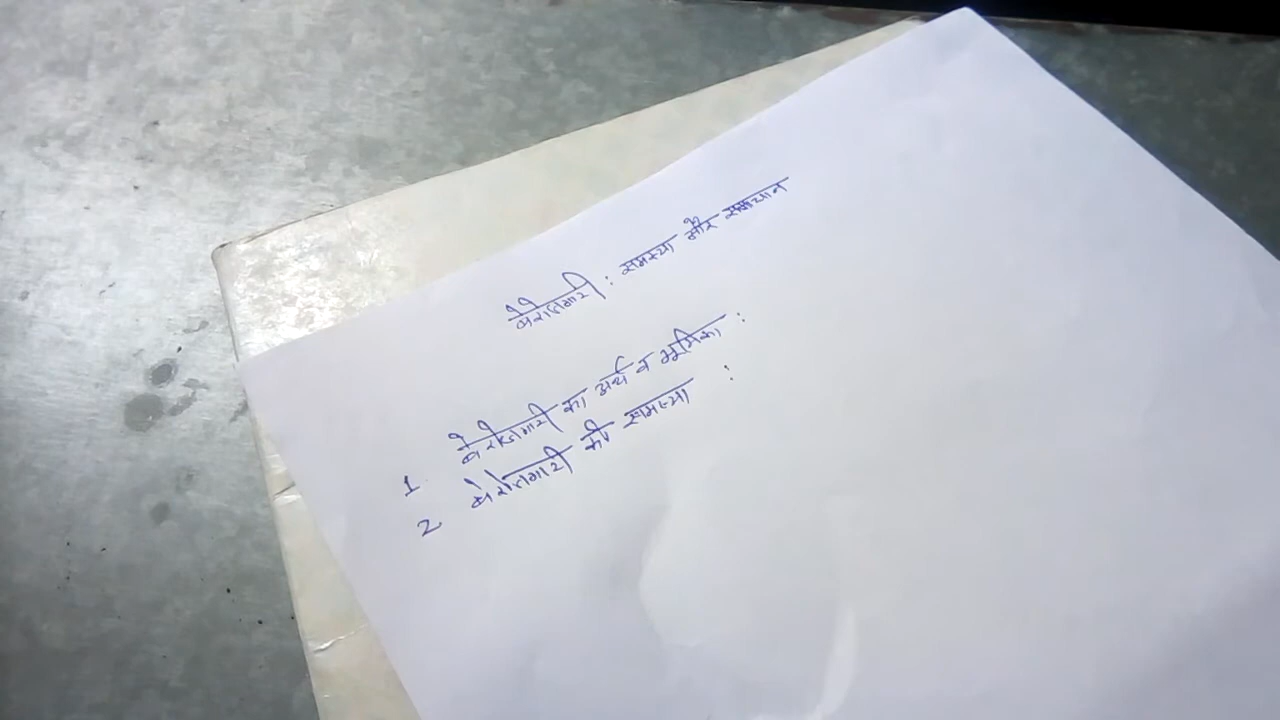 बेरोजगारी : समस्या और समाधान
1. बेरोजगारी का अर्थ व भूमिका :
2 बेरोजगारी की समस्या :